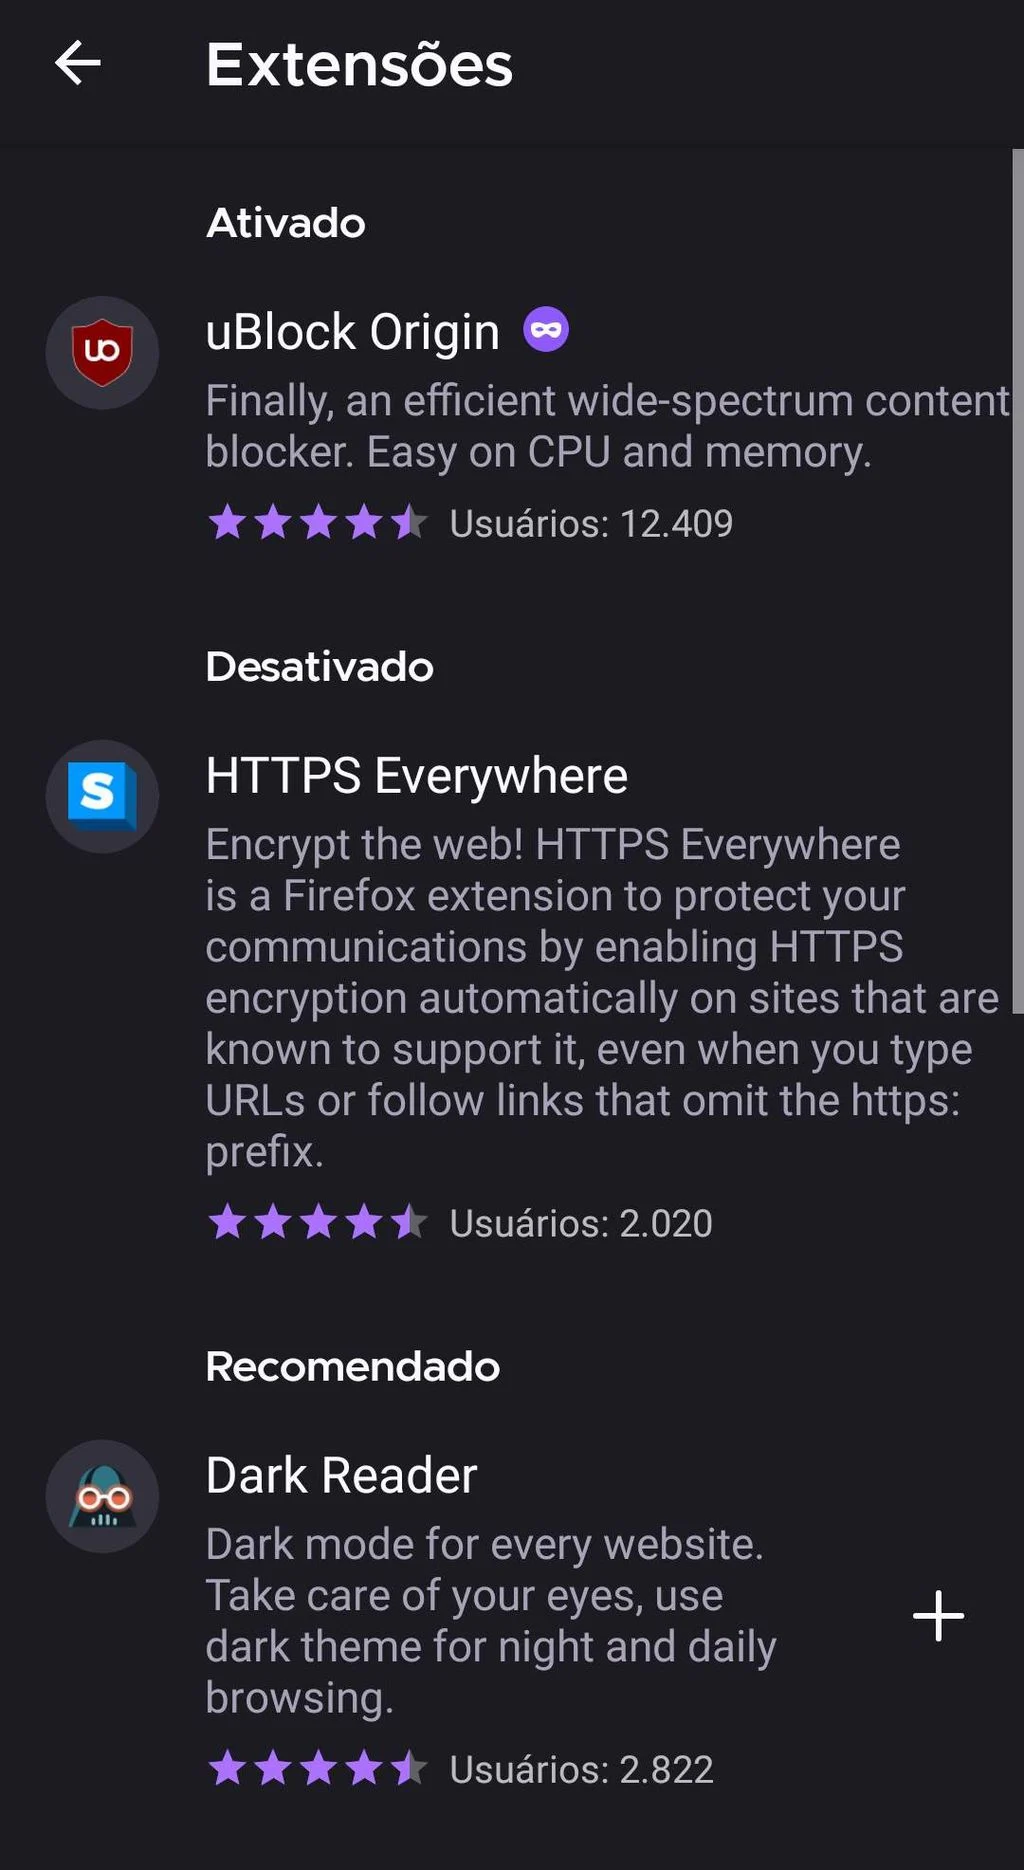 Extensões
Ativado
uBlock Origin
Finally, an efficient wide-spectrum content
blocker. Easy on CPU and memory.
Usuários: 12.409
Desativado
HTTPS Everywhere
Encrypt the web! HTTPS Everywhere
is a Firefox extension to protect your
communications by enabling HTTPS
encryption automatically on sites that are
known to support it, even when you type
URLs or follow links that omit the https:
prefix.
Usuários: 2.020
Recomendado
Dark Reader
Dark mode for every website.
Take care of your eyes, use
dark theme for night and daily
browsing.
Usuários: 2.822